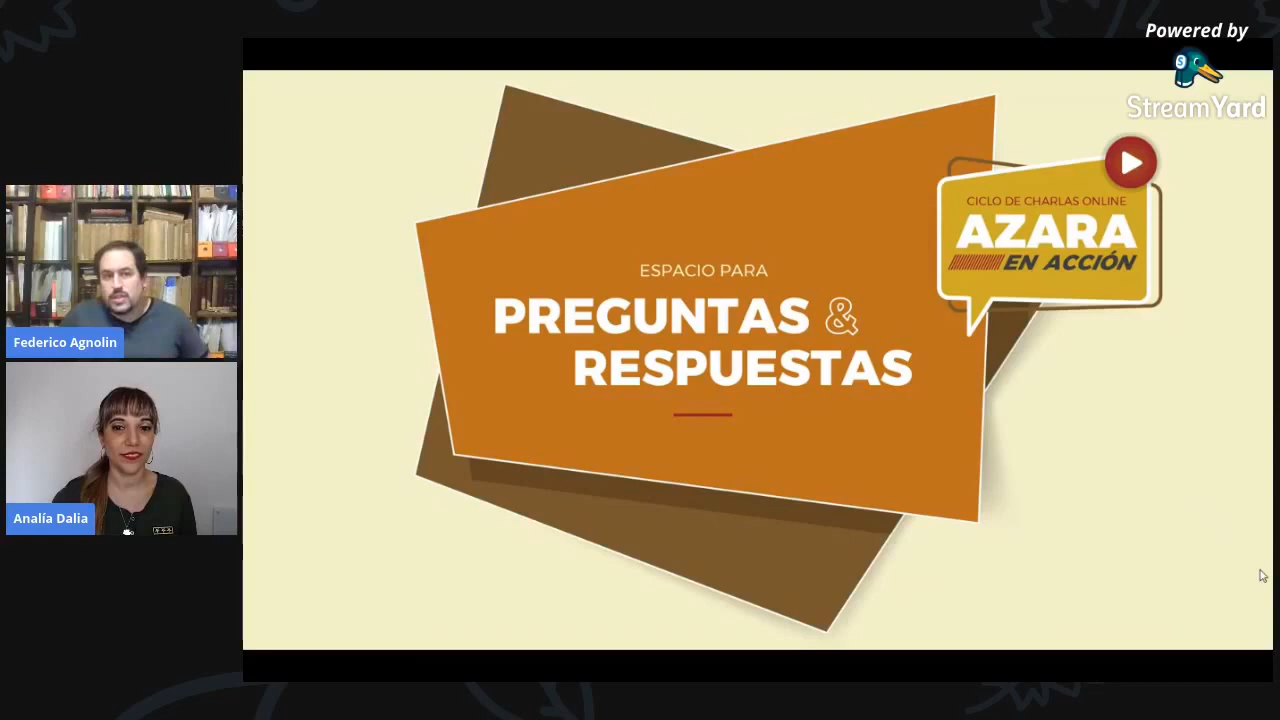 Powered by
StreamYard
CICLO DE CHARLAS ONLINE
AZARA
EN ACCIÓN
ESPACIO PARA
PREGUNTAS &
RESPUESTAS
Federico Agnolin
Analía Dalia